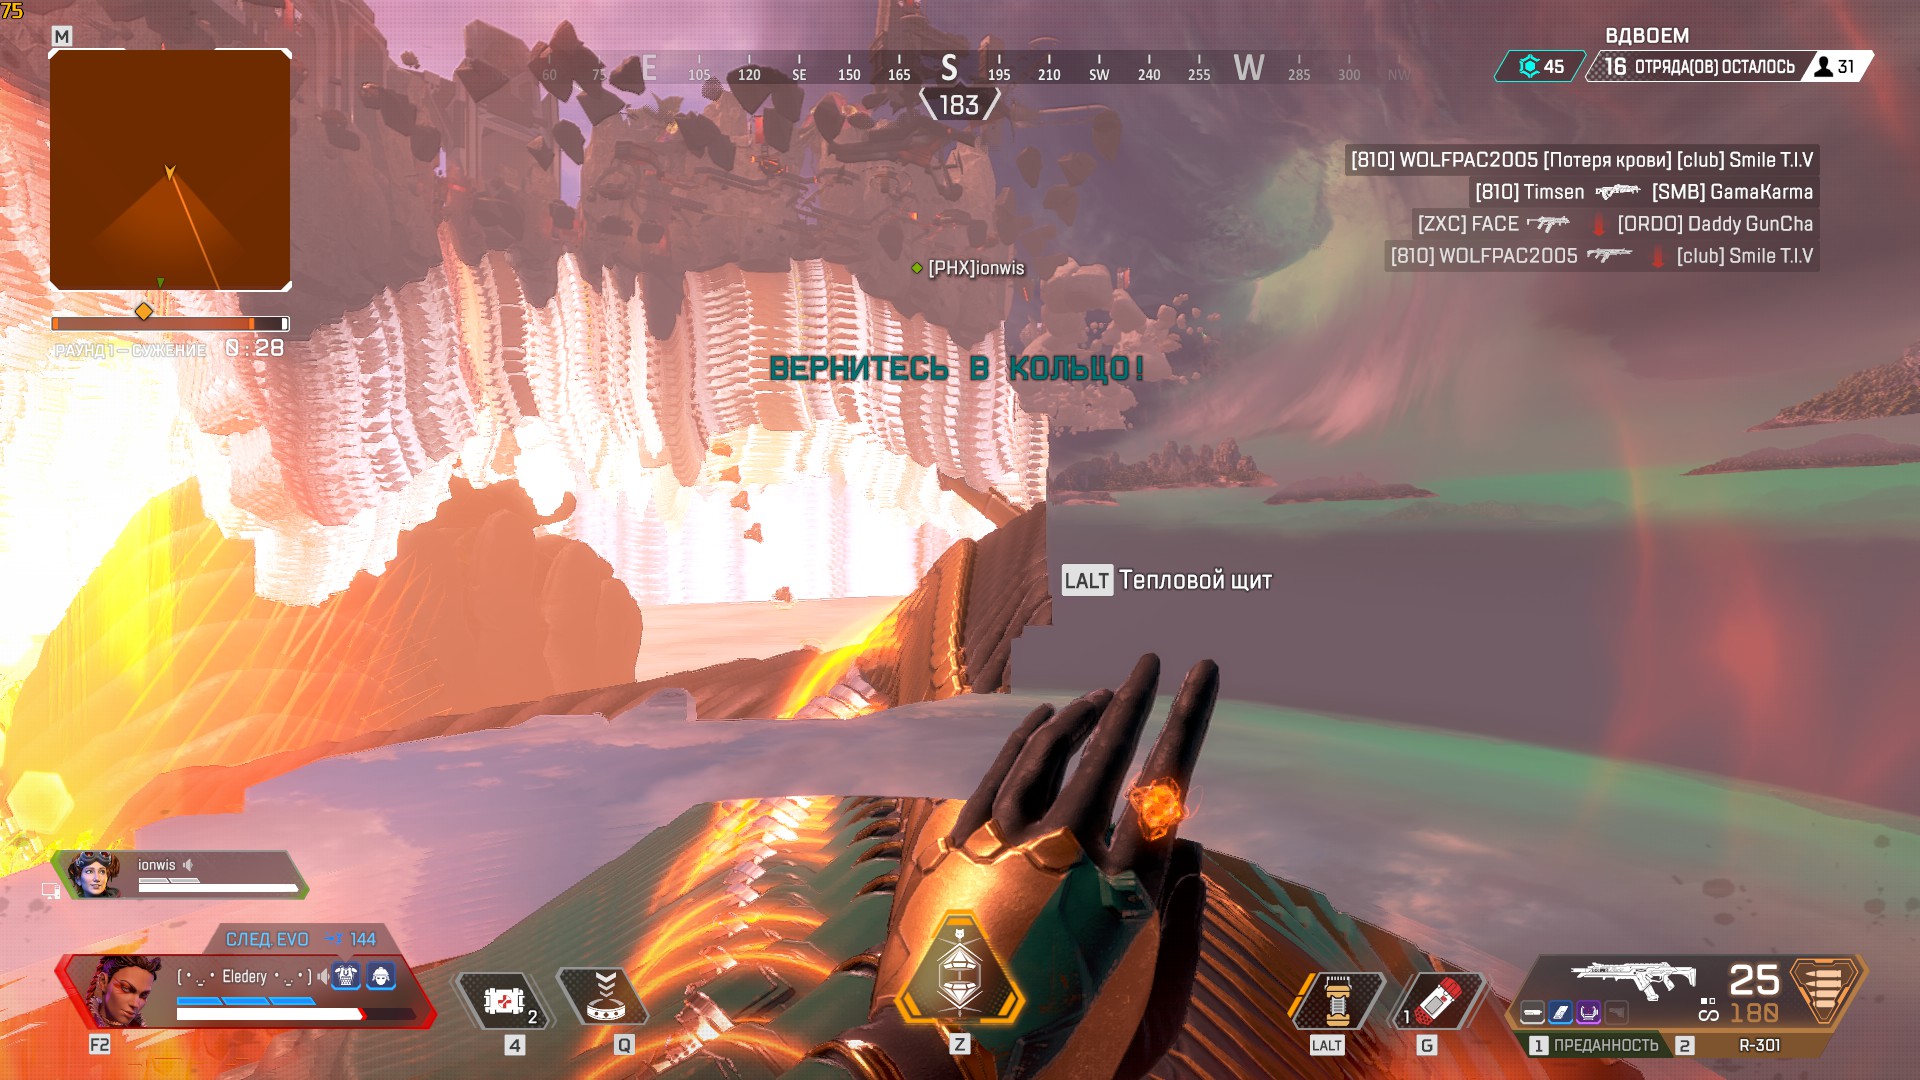 75
M
60 75 E 105 120 SE 150 165 S 195 210 SW 240 255 W 285 300 NW
183
ВДВОЕМ
45 16 ОТРЯДА(ОВ) ОСТАЛОСЬ 31
[810] WOLFPAC2005 [Потеря крови] [club] Smile T.I.V
[810] Timsen [SMB] GamaKarma
[ZXC] FACE [ORDO] Daddy GunCha
[810] WOLFPAC2005 [club] Smile T.I.V
[PHX]ionwis
РАУНД 1 – СУЖЕНИЕ 0:28
ВЕРНИТЕСЬ В КОЛЬЦО!
LALT Тепловой щит
ionwis
СЛЕД. EVO 144
( • ‿ • Eledery • ‿ • )
F2
2
4
Q
Z
LALT
1
G
25
180
1 ПРЕДАННОСТЬ 2 R-301